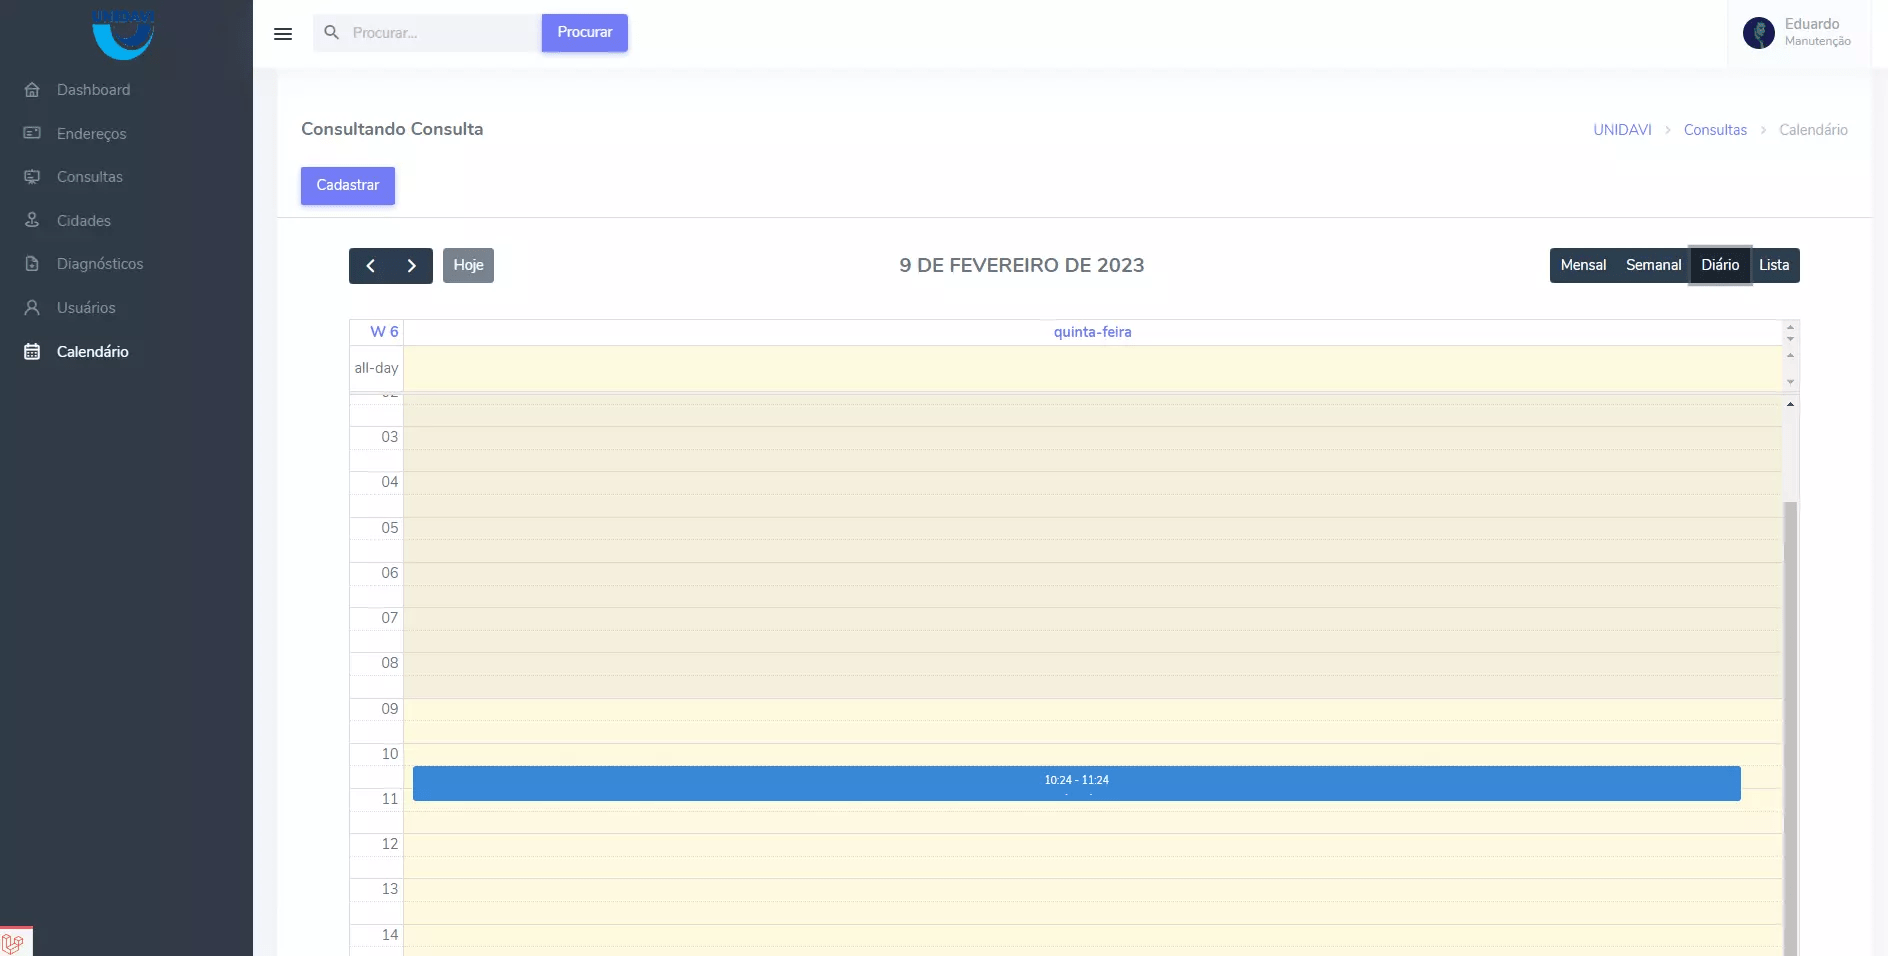 UNIDAVI
Procurar...
Procurar
Eduardo
Manutenção
Dashboard
Endereços
Consultas
Cidades
Diagnósticos
Usuários
Calendário
Consultando Consulta
UNIDAVI > Consultas > Calendário
Cadastrar
Hoje
9 DE FEVEREIRO DE 2023
Mensal Semanal Diário Lista
W 6 quinta-feira
all-day
02
03
04
05
06
07
08
09
10
10:24 - 11:24
11
12
13
14